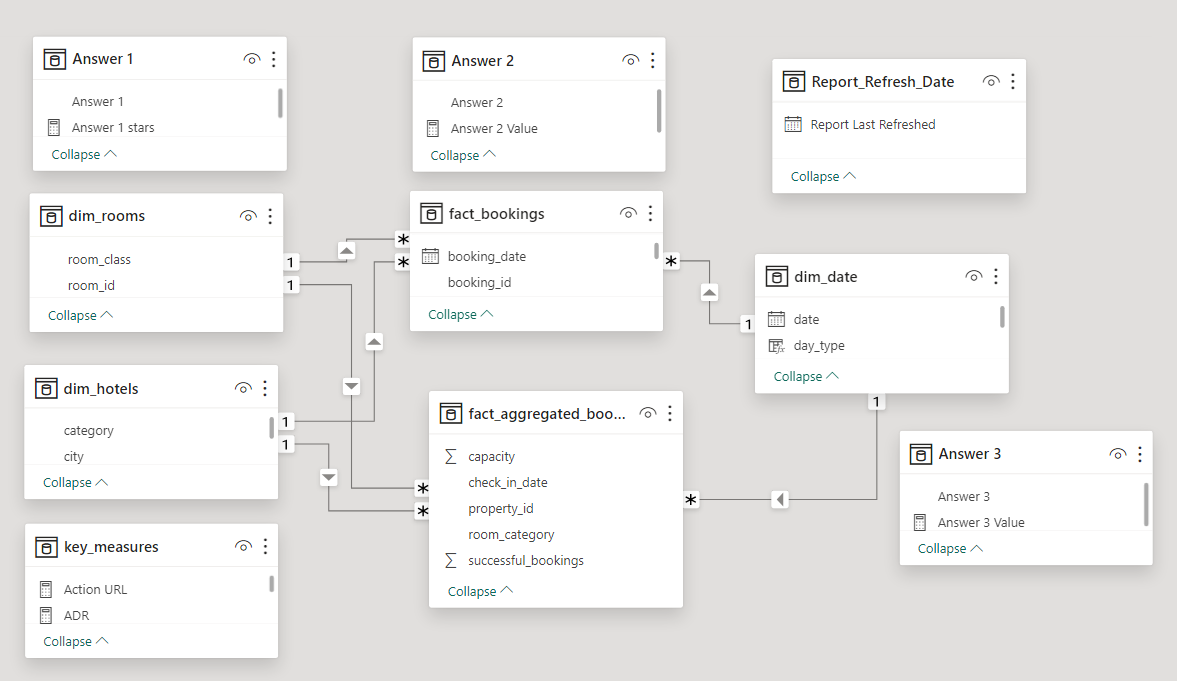 Answer 1
Answer 1
Answer 1 stars
Collapse
Answer 2
Answer 2
Answer 2 Value
Collapse
Report_Refresh_Date
Report Last Refreshed
Collapse
dim_rooms
room_class
room_id
Collapse
1
1
fact_bookings
booking_date
booking_id
Collapse
*
*
*
dim_date
date
day_type
Collapse
1
1
dim_hotels
category
city
Collapse
1
1
fact_aggregated_boo...
capacity
check_in_date
property_id
room_category
successful_bookings
Collapse
*
*
*
Answer 3
Answer 3
Answer 3 Value
Collapse
key_measures
Action URL
ADR
Collapse